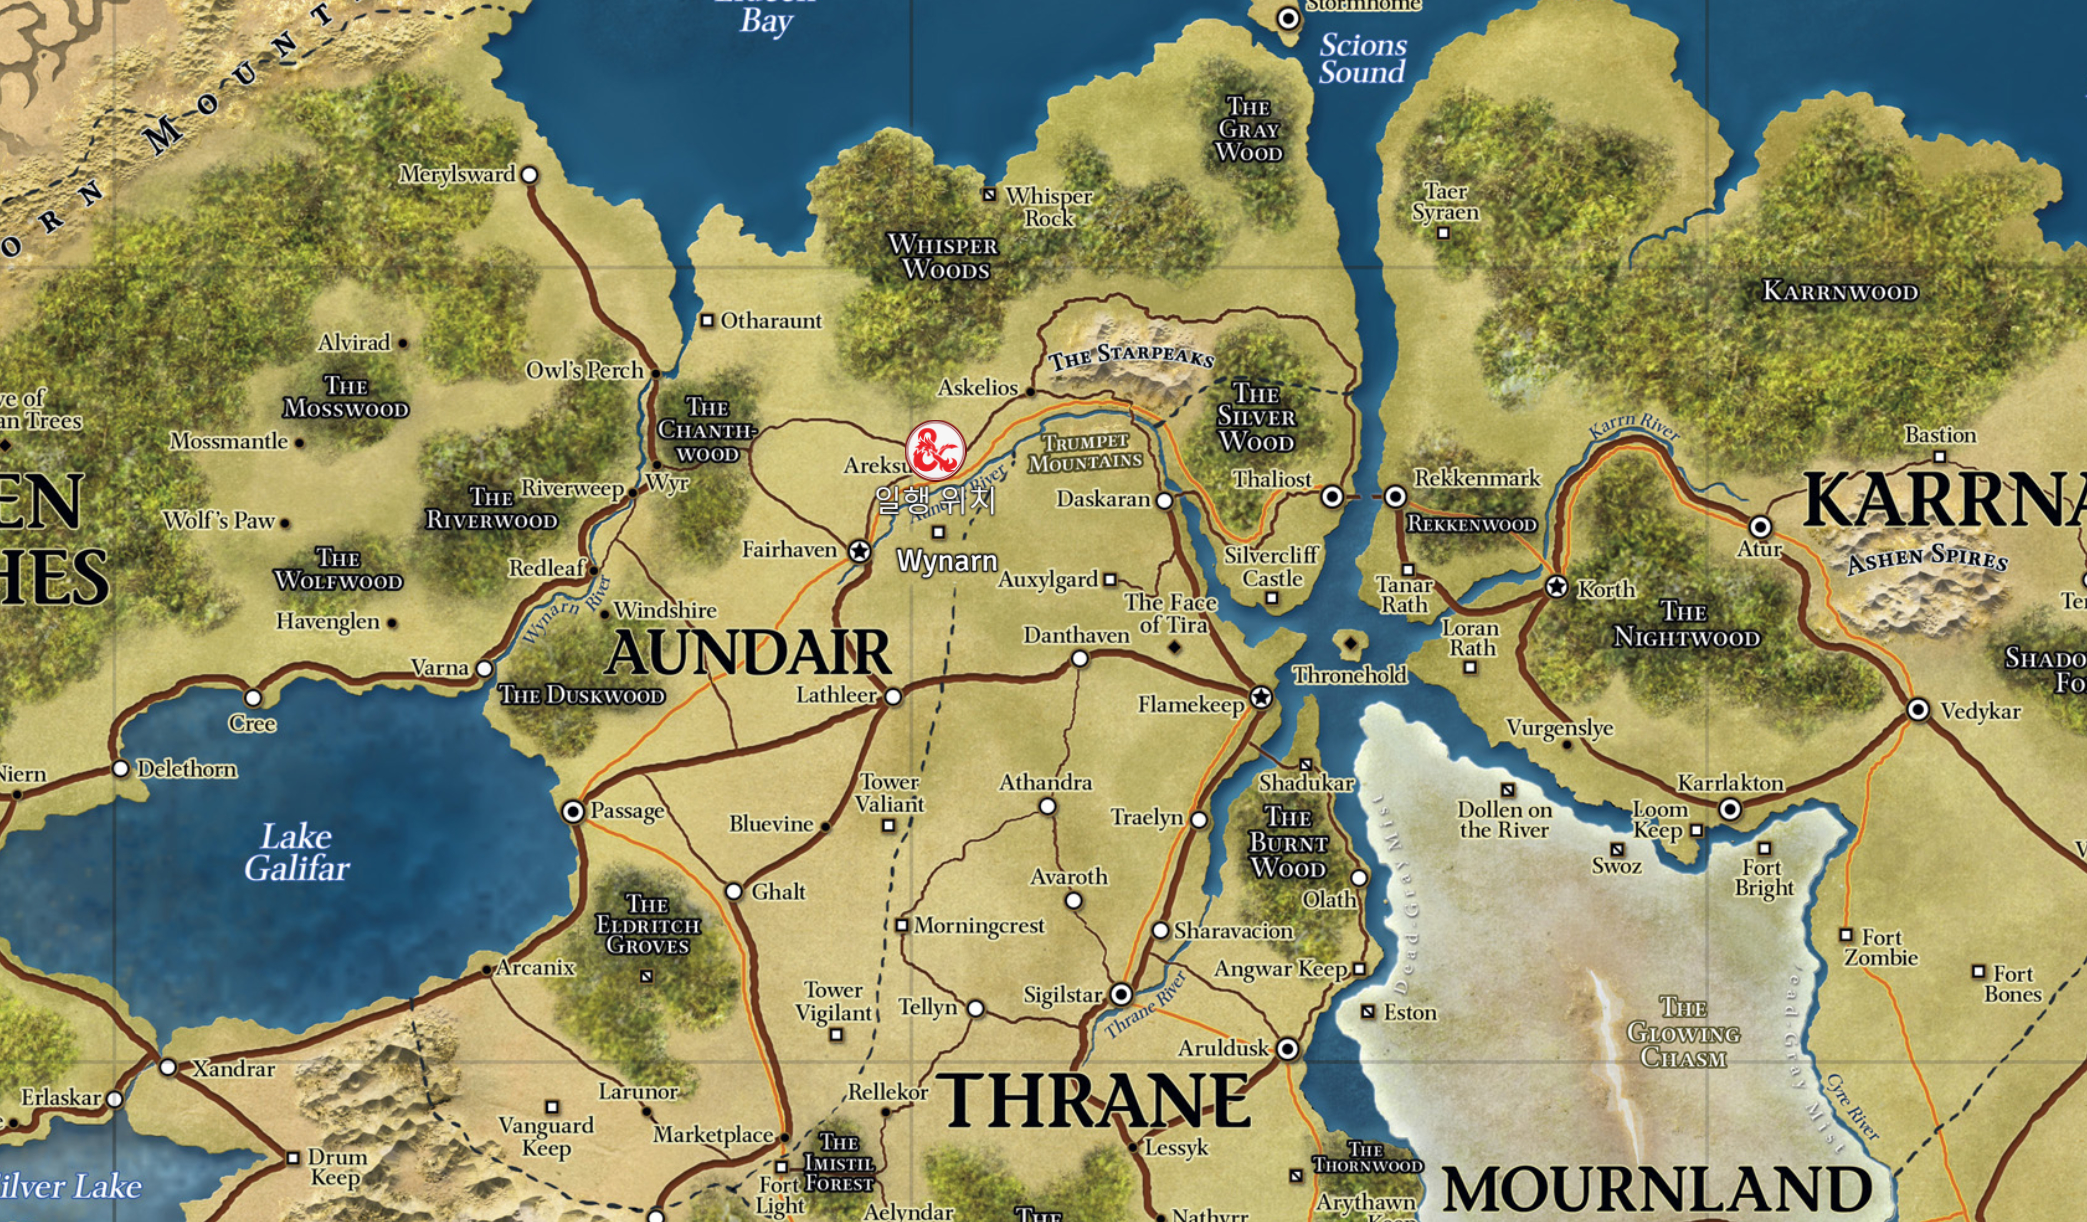 Bay
Stormhome
Scions
Sound
MOUNT
ORN
The
Gray
Wood
Merylsward
Whisper
Rock
Taer
Syraen
Whisper
Woods
Karrnwood
Otharaunt
Alvirad
The Starpeaks
Owl's Perch
Askelios
The
Mosswood
The
Chanth-
wood
The
Silver
Wood
ve of
an Trees
Mossmantle
Karrn River
Bastion
Trumpet
Mountains
Areksu
River
일행 위치
EN
HES
The
Riverwood
Riverweep
Wyr
Daskaran
Thaliost
Rekkenmark
Rekkenwood
KARRNA
Wolf's Paw
Atur
Ashen Spires
Fairhaven
Wynarn
The
Wolfwood
Redleaf
Auxylgard
Silvercliff
Castle
Tanar
Rath
Korth
Wynarn River
Windshire
The Face
of Tira
Havenglen
The
Nightwood
AUNDAIR
Danthaven
Loran
Rath
Varna
The Duskwood
Lathleer
Thronehold
Flamekeep
Cree
Vurgenslye
Vedykar
Niern
Delethorn
Tower
Valiant
Athandra
Shadukar
Karrlakton
Passage
Bluevine
Traelyn
The
Burnt
Wood
Dollen on
the River
Loom
Keep
Swoz
Fort
Bright
Lake
Galifar
Dead-Gray Mist
Ghalt
Avaroth
Olath
The
Eldritch
Groves
Morningcrest
Sharavacion
Fort
Zombie
Arcanix
Angwar Keep
Fort
Bones
Tower
Vigilant
Tellyn
Sigilstar
Thrane River
Eston
The
Glowing
Chasm
Dead-Gray Mist
Xandrar
Aruldusk
Erlaskar
Larunor
Rellekor
THRANE
Cyre River
Vanguard
Keep
Marketplace
The
Imistil
Forest
Lessyk
The
Thornwood
Drum
Keep
Silver Lake
Fort
Light
MOURNLAND
Aelyndar
The
Nathyrr
Arythawn
Keep